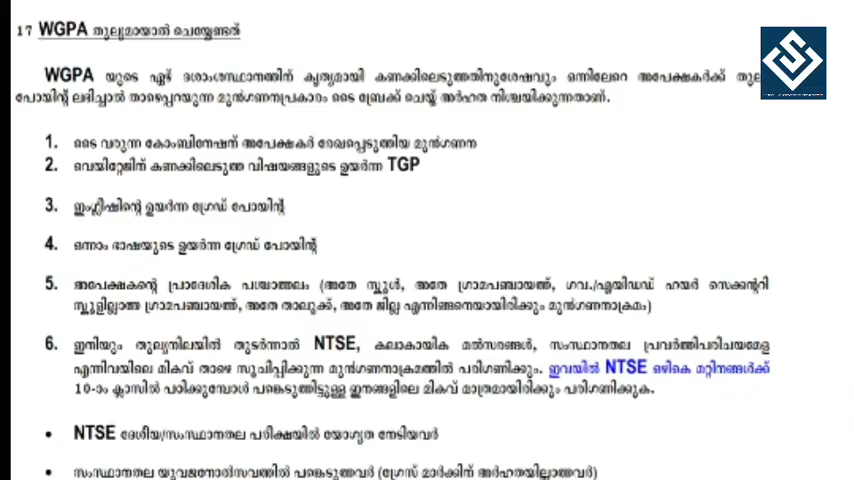 17 WGPA തുല്യമായാൽ ചെയ്യേണ്ടത്
WGPA യുടെ ഏഴ് ദശാംശസ്ഥാനത്തിന് കൃത്യമായി കണക്കിലെടുത്തതിനുശേഷവും ഒന്നിലേറെ അപേക്ഷകർക്ക് തുല
പോയിന്റ് ലഭിച്ചാൽ താഴെപ്പറയുന്ന മുൻഗണനപ്രകാരം ടൈ ബ്രേക്ക് ചെയ്ത് അർഹത നിശ്ചയിക്കുന്നതാണ്.
1. ടൈ വരുന്ന കോംബിനേഷന് അപേക്ഷകർ രേഖപ്പെടുത്തിയ മുൻഗണന
2. വെയിറ്റേജിന് കണക്കിലെടുത്ത വിഷയങ്ങളുടെ ഉയർന്ന TGP
3. ഇംഗ്ലീഷിന്റെ ഉയർന്ന ഗ്രേഡ് പോയിന്റ്
4. ഒന്നാം ഭാഷയുടെ ഉയർന്ന ഗ്രേഡ് പോയിന്റ്
5. അപേക്ഷകന്റെ പ്രാദേശിക പശ്ചാത്തലം (അതേ സ്കൂൾ, അതേ ഗ്രാമപഞ്ചായത്ത്, ഗവ./എയിഡഡ് ഹയർ സെക്കന്ററി
സ്കൂളില്ലാത്ത ഗ്രാമപഞ്ചായത്ത്, അതേ താലൂക്ക്, അതേ ജില്ല എന്നിങ്ങനെയായിരിക്കും മുൻഗണനാക്രമം)
6. ഇനിയും തുല്യനിലയിൽ തുടർന്നാൽ NTSE, കലാകായിക മൽസരങ്ങൾ, സംസ്ഥാനതല പ്രവർത്തിപരിചയമേള
എന്നിവയിലെ മികവ് താഴെ സൂചിപ്പിക്കുന്ന മുൻഗണനാക്രമത്തിൽ പരിഗണിക്കും. ഇവയിൽ NTSE ഒഴികെ മറ്റിനങ്ങൾക്ക്
10-ാം ക്ലാസിൽ പഠിക്കുമ്പോൾ പങ്കെടുത്തിട്ടുള്ള ഇനങ്ങളിലെ മികവ് മാത്രമായിരിക്കും പരിഗണിക്കുക.
• NTSE ദേശീയ/സംസ്ഥാനതല പരീക്ഷയിൽ യോഗ്യത നേടിയവർ
• സംസ്ഥാനതല യുവജനോൽസവത്തിൽ പങ്കെടുത്തവർ (ഗ്രേസ് മാർക്കിന് അർഹതയില്ലാത്തവർ)